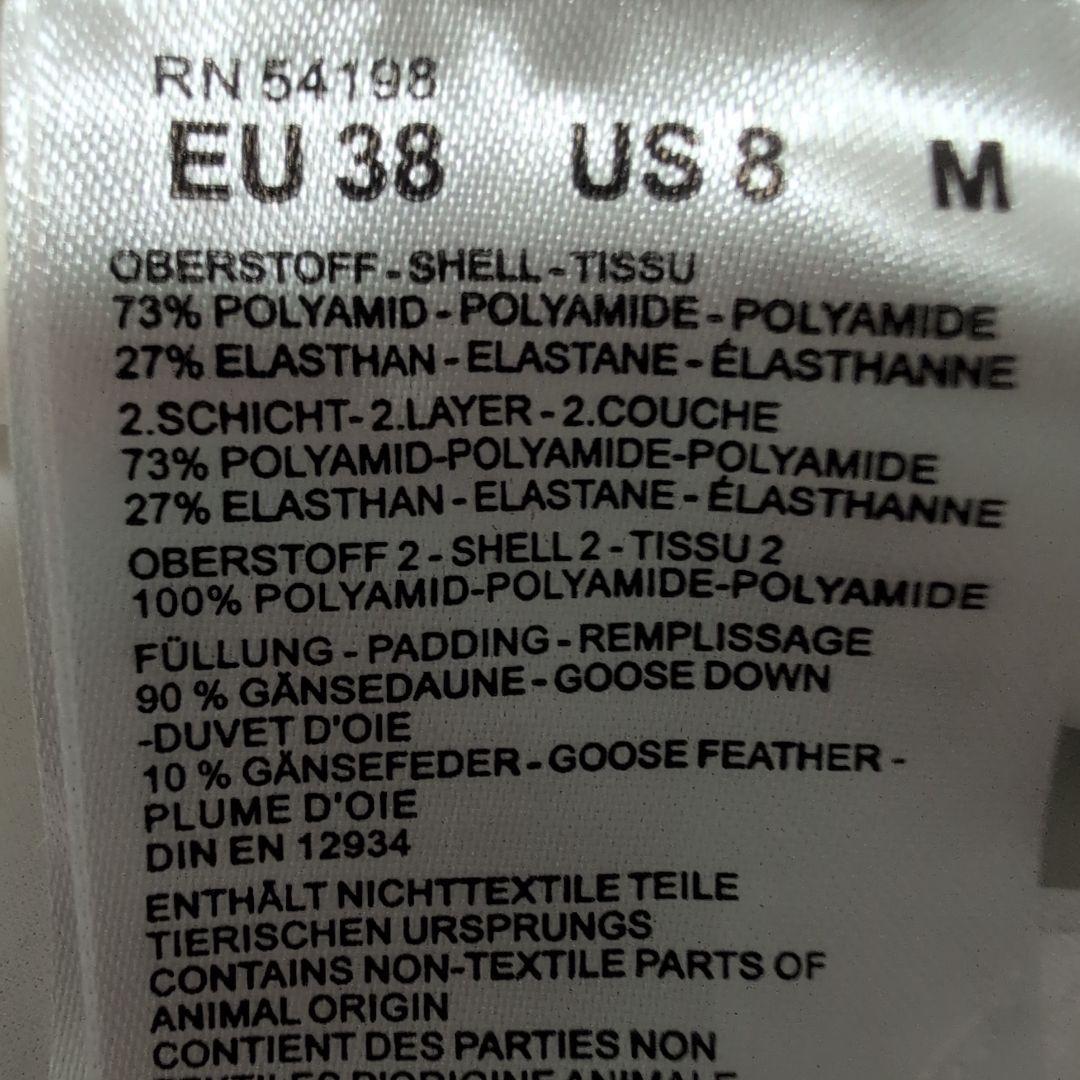 RN 54198
EU 38 US 8 M
OBERSTOFF - SHELL - TISSU
73% POLYAMID - POLYAMIDE - POLYAMIDE
27% ELASTHAN - ELASTANE - ÉLASTHANNE
2.SCHICHT- 2.LAYER - 2.COUCHE
73% POLYAMID-POLYAMIDE-POLYAMIDE
27% ELASTHAN - ELASTANE - ÉLASTHANNE
OBERSTOFF 2 - SHELL 2 - TISSU 2
100% POLYAMID-POLYAMIDE-POLYAMIDE
FÜLLUNG - PADDING - REMPLISSAGE
90 % GÄNSEDAUNE - GOOSE DOWN
-DUVET D'OIE
10 % GÄNSEFEDER - GOOSE FEATHER -
PLUME D'OIE
DIN EN 12934
ENTHÄLT NICHTTEXTILE TEILE
TIERISCHEN URSPRUNGS
CONTAINS NON-TEXTILE PARTS OF
ANIMAL ORIGIN
CONTIENT DES PARTIES NON
TEXTILES D'ORIGINE ANIMALE